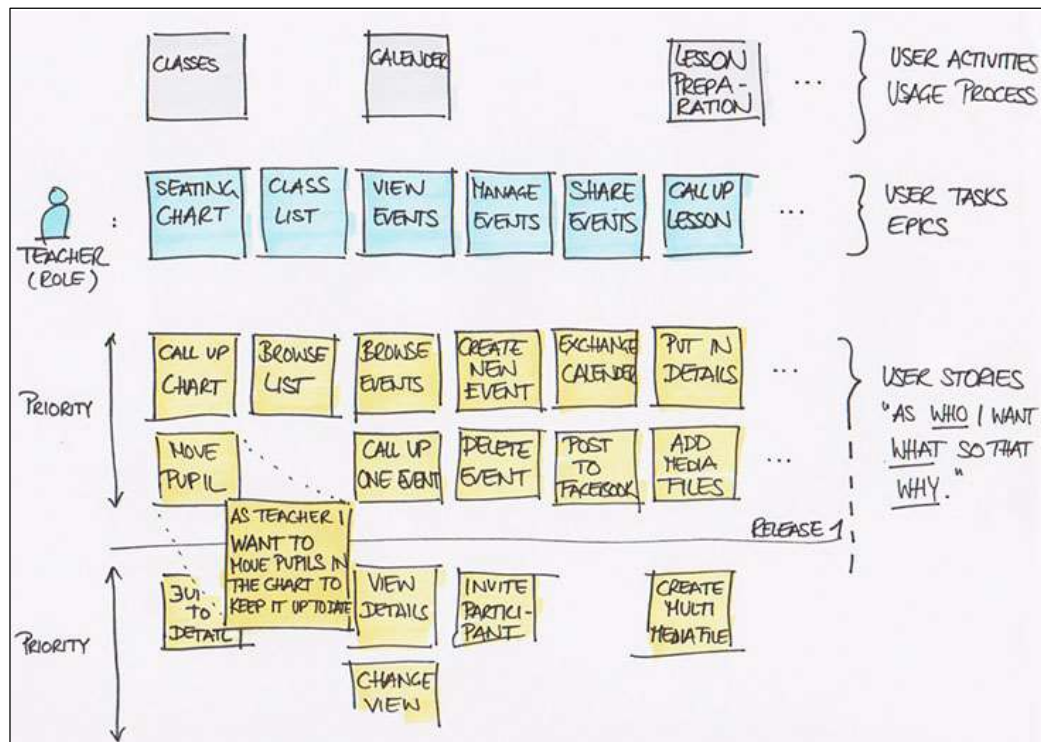 CLASSES
CALENDER
LESSON
PREPA-
RATION
...
USER ACTIVITIES
USAGE PROCESS
TEACHER
(ROLE)
:
SEATING
CHART
CLASS
LIST
VIEW
EVENTS
MANAGE
EVENTS
SHARE
EVENTS
CALL UP
LESSON
...
USER TASKS
EPICS
PRIORITY
CALL UP
CHART
BROWSE
LIST
BROWSE
EVENTS
CREATE
NEW
EVENT
EXCHANGE
CALENDER
PUT IN
DETAILS
...
USER STORIES
"AS WHO I WANT
WHAT SO THAT
WHY."
MOVE
PUPIL
CALL UP
ONE EVENT
DELETE
EVENT
POST
TO
FACEBOOK
ADD
MEDIA
FILES
...
AS TEACHER I
WANT TO
MOVE PUPILS IN
THE CHART TO
KEEP IT UP TO DATE
RELEASE 1
PRIORITY
TO
DETAIL
VIEW
DETAILS
INVITE
PARTICI-
PANT
CREATE
MULTI
MEDIA FILE
CHANGE
VIEW